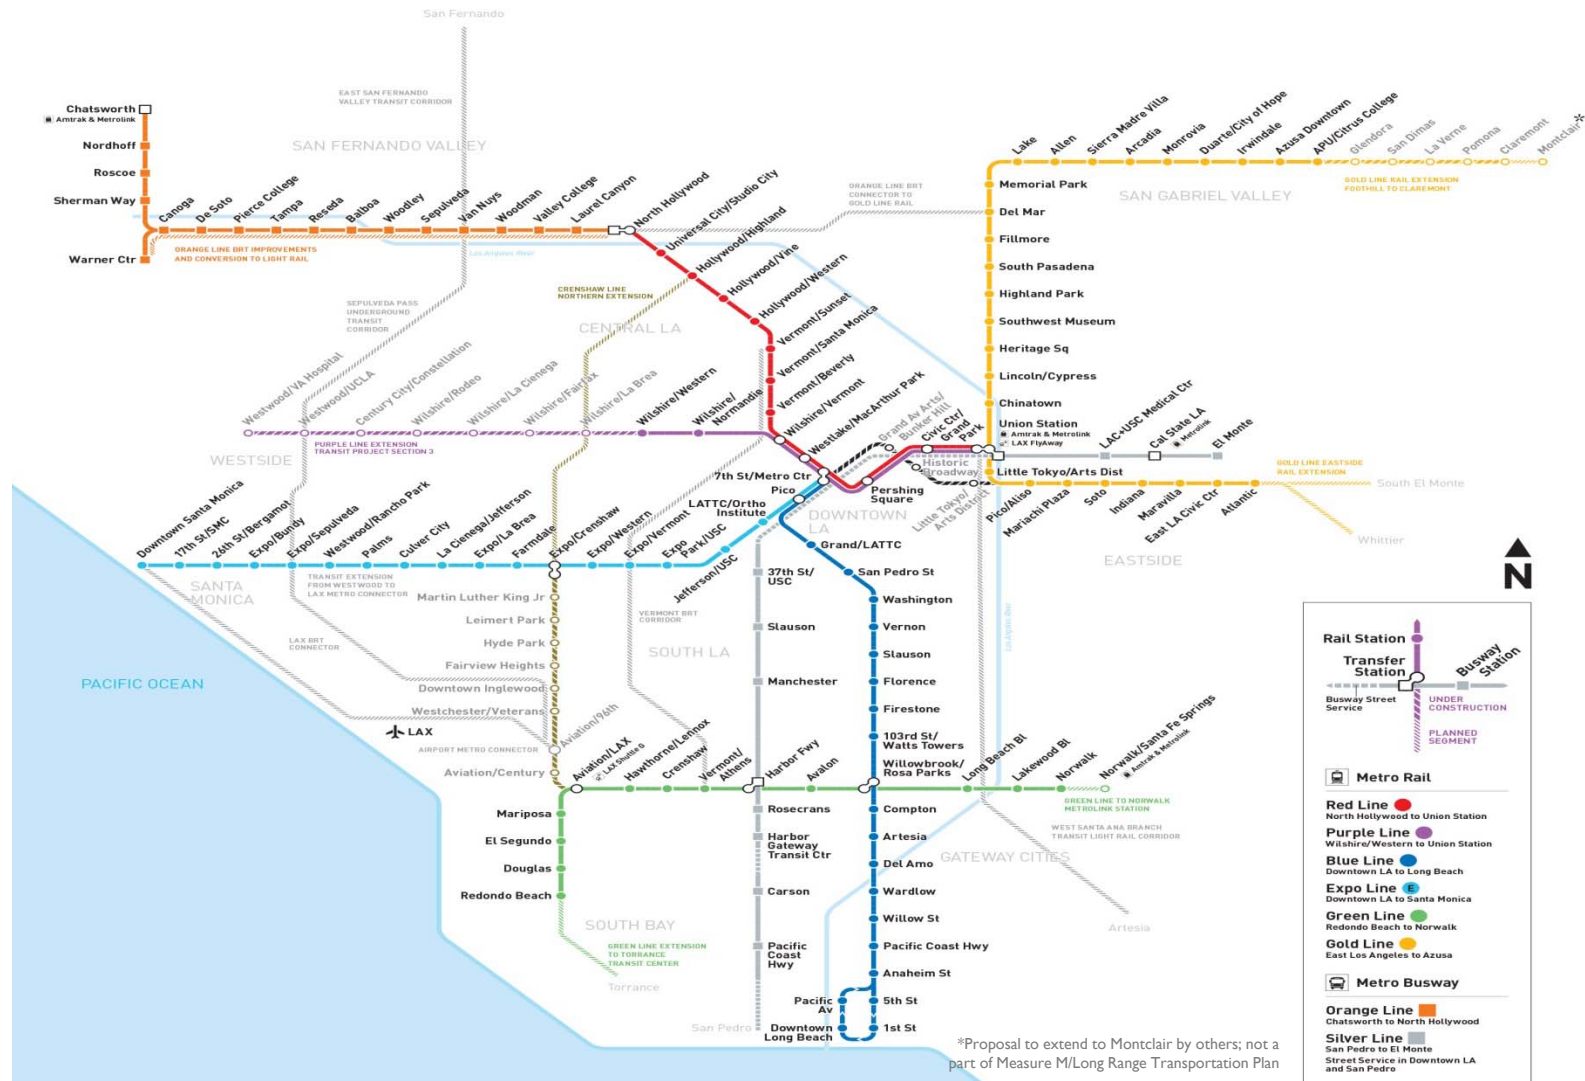 San Fernando
EAST SAN FERNANDO
VALLEY TRANSIT CORRIDOR
SAN FERNANDO VALLEY
Chatsworth
Amtrak & Metrolink
Nordhoff
Roscoe
Sherman Way
Canoga
De Soto
Pierce College
Tampa
Reseda
Balboa
Woodley
Sepulveda
Van Nuys
Woodman
Valley College
Laurel Canyon
North Hollywood
Warner Ctr
ORANGE LINE BRT IMPROVEMENTS
AND CONVERSION TO LIGHT RAIL
Los Angeles River
Universal City/Studio City
Hollywood/Highland
Hollywood/Vine
Hollywood/Western
Vermont/Sunset
Vermont/Santa Monica
Vermont/Beverly
Wilshire/Vermont
Westlake/MacArthur Park
ORANGE LINE BRT
CONNECTOR TO
GOLD LINE RAIL
Lake
Allen
Sierra Madre Villa
Arcadia
Monrovia
Duarte/City of Hope
Irwindale
Azusa Downtown
APU/Citrus College
Glendora
San Dimas
La Verne
Pomona
Claremont
Montclair*
GOLD LINE RAIL EXTENSION
FOOTHILL TO CLAREMONT
SAN GABRIEL VALLEY
Memorial Park
Del Mar
Fillmore
South Pasadena
Highland Park
Southwest Museum
Heritage Sq
Lincoln/Cypress
Chinatown
Union Station
Amtrak & Metrolink
LAX FlyAway
LAC+USC Medical Ctr
Cal State LA
Metrolink
El Monte
Little Tokyo/Arts Dist
Pico/Aliso
Mariachi Plaza
Soto
Indiana
Maravilla
East LA Civic Ctr
Atlantic
GOLD LINE EASTSIDE
RAIL EXTENSION
South El Monte
Whittier
EASTSIDE
CRENSHAW LINE
NORTHERN EXTENSION
CENTRAL LA
SEPULVEDA PASS
UNDERGROUND
TRANSIT
CORRIDOR
Westwood/VA Hospital
Westwood/UCLA
Century City/Constellation
Wilshire/Rodeo
Wilshire/La Cienega
Wilshire/Fairfax
Wilshire/La Brea
Wilshire/Western
Wilshire/
Normandie
PURPLE LINE EXTENSION
TRANSIT PROJECT SECTION 3
WESTSIDE
7th St/Metro Ctr
Pico
LATTC/Ortho
Institute
Grand Av Arts/
Bunker Hill
Civic Ctr/
Grand
Park
Historic
Broadway
Pershing
Square
Little Tokyo/
Arts District
DOWNTOWN
LA
Downtown Santa Monica
17th St/SMC
26th St/Bergamot
Expo/Bundy
Expo/Sepulveda
Westwood/Rancho Park
Palms
Culver City
La Cienega/Jefferson
Expo/La Brea
Farmdale
Expo/Crenshaw
Expo/Western
Expo/Vermont
Expo
Park/USC
Jefferson/USC
SANTA
MONICA
TRANSIT EXTENSION
FROM WESTWOOD TO
LAX METRO CONNECTOR
LAX BRT
CONNECTOR
PACIFIC OCEAN
Martin Luther King Jr
Leimert Park
Hyde Park
Fairview Heights
Downtown Inglewood
Westchester/Veterans
LAX
AIRPORT METRO CONNECTOR
Aviation/96th
Aviation/Century
VERMONT BRT
CORRIDOR
SOUTH LA
37th St/
USC
Slauson
Manchester
Grand/LATTC
San Pedro St
Washington
Vernon
Slauson
Florence
Firestone
103rd St/
Watts Towers
Willowbrook/
Rosa Parks
Los Angeles River
Aviation/LAX
LAX Shuttle G
Hawthorne/Lennox
Crenshaw
Vermont/
Athens
Harbor Fwy
Avalon
Long Beach Bl
Lakewood Bl
Norwalk
Norwalk/Santa Fe Springs
Amtrak & Metrolink
GREEN LINE TO NORWALK
METROLINK STATION
WEST SANTA ANA BRANCH
TRANSIT LIGHT RAIL CORRIDOR
GATEWAY CITIES
Artesia
Mariposa
El Segundo
Douglas
Redondo Beach
SOUTH BAY
GREEN LINE EXTENSION
TO TORRANCE
TRANSIT CENTER
Torrance
Rosecrans
Harbor
Gateway
Transit Ctr
Carson
Pacific
Coast
Hwy
San Pedro
Compton
Artesia
Del Amo
Wardlow
Willow St
Pacific Coast Hwy
Anaheim St
Pacific
Av
5th St
Downtown
Long Beach
1st St
*Proposal to extend to Montclair by others; not a
part of Measure M/Long Range Transportation Plan
N
Rail Station
Transfer
Station
Busway
Station
Busway Street
Service
UNDER
CONSTRUCTION
PLANNED
SEGMENT
Metro Rail
Red Line
North Hollywood to Union Station
Purple Line
Wilshire/Western to Union Station
Blue Line
Downtown LA to Long Beach
Expo Line E
Downtown LA to Santa Monica
Green Line
Redondo Beach to Norwalk
Gold Line
East Los Angeles to Azusa
Metro Busway
Orange Line
Chatsworth to North Hollywood
Silver Line
San Pedro to El Monte
Street Service in Downtown LA
and San Pedro